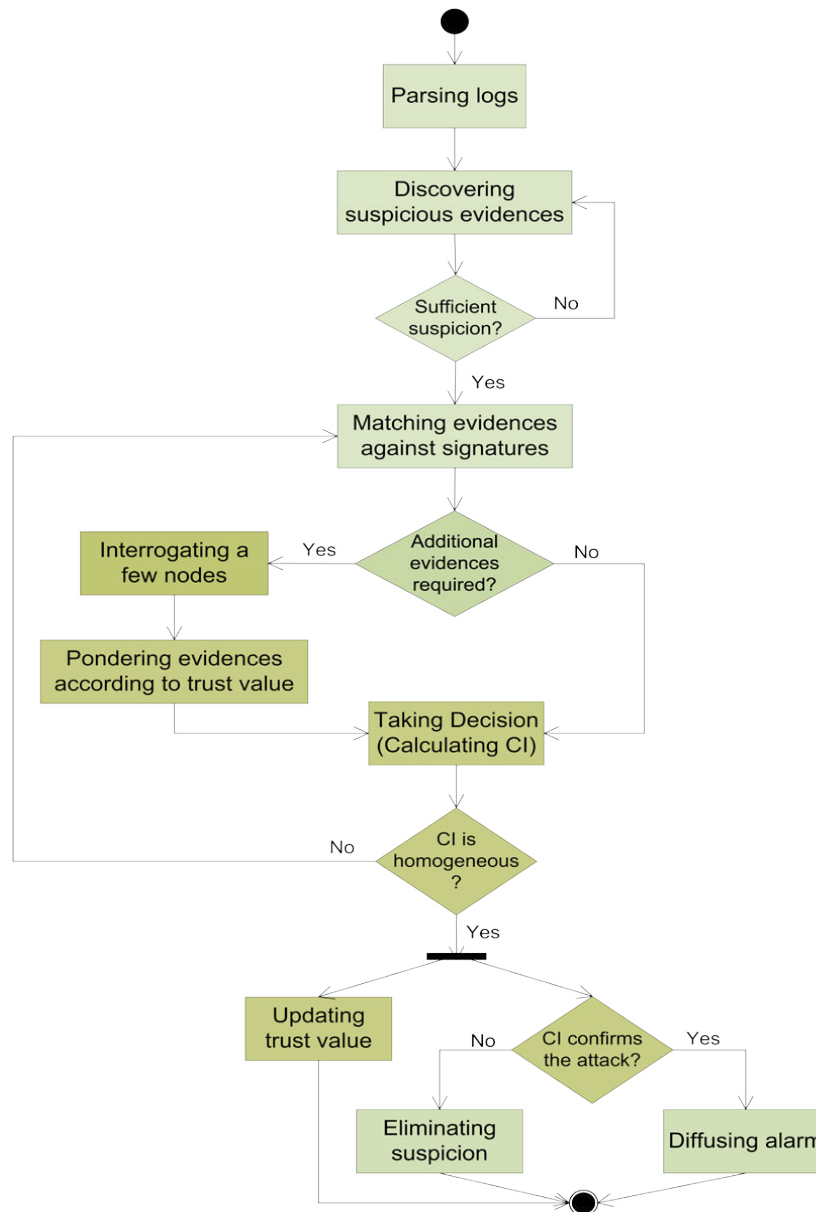 Parsing logs
Discovering
suspicious evidences
Sufficient
suspicion?
No
Yes
Matching evidences
against signatures
Additional
evidences
required?
Yes
No
Interrogating a
few nodes
Pondering evidences
according to trust value
Taking Decision
(Calculating CI)
CI is
homogeneous
?
No
Yes
Updating
trust value
CI confirms
the attack?
No
Yes
Eliminating
suspicion
Diffusing alarm